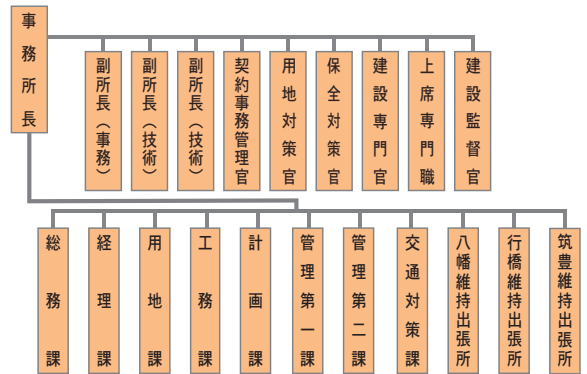 事務所長
副所長（事務）
副所長（技術）
副所長（技術）
契約事務管理官
用地対策官
保全対策官
建設専門官
上席専門職
建設監督官
総務課
経理課
用地課
工務課
計画課
管理第一課
管理第二課
交通対策課
八幡維持出張所
行橋維持出張所
筑豊維持出張所